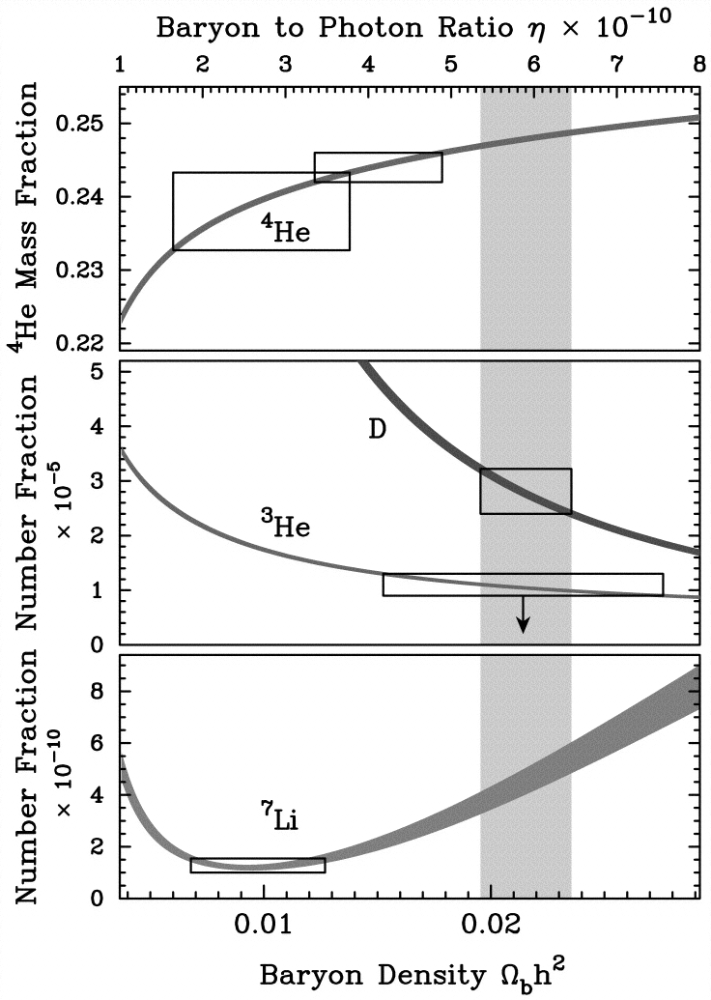 Baryon to Photon Ratio η × 10⁻¹⁰
1 2 3 4 5 6 7 8
⁴He Mass Fraction
0.25
0.24
0.23
0.22
⁴He
Number Fraction
× 10⁻⁵
5
4
3
2
1
0
D
³He
Number Fraction
× 10⁻¹⁰
8
6
4
2
0
⁷Li
0.01 0.02
Baryon Density Ω_b h²